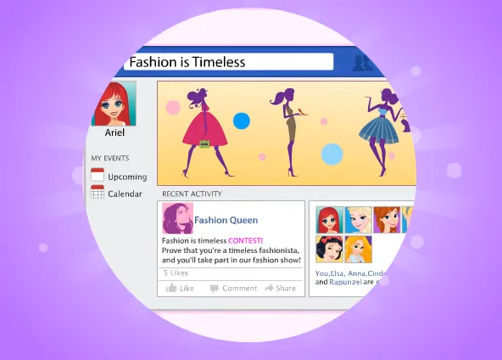 Fashion is Timeless
Ariel
MY EVENTS
Upcoming
Calendar
RECENT ACTIVITY
Fashion Queen
Fashion is timeless CONTEST!
Prove that you're a timeless fashionista,
and you'll take part in our fashion show!
5 Likes
Like Comment Share
You,Elsa, Anna,Cinde
and Rapunzel are